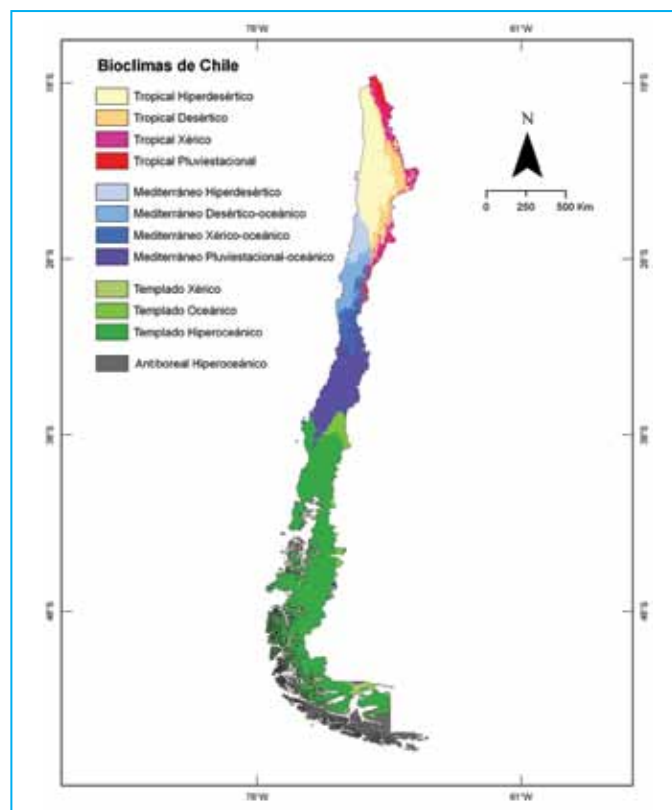 Bioclimas de Chile
Tropical Hiperdesértico
Tropical Desértico
Tropical Xérico
Tropical Pluviestacional
Mediterráneo Hiperdesértico
Mediterráneo Desértico-oceánico
Mediterráneo Xérico-oceánico
Mediterráneo Pluviestacional-oceánico
Templado Xérico
Templado Oceánico
Templado Hiperoceánico
Antiboreal Hiperoceánico
N
0 250 500 Km